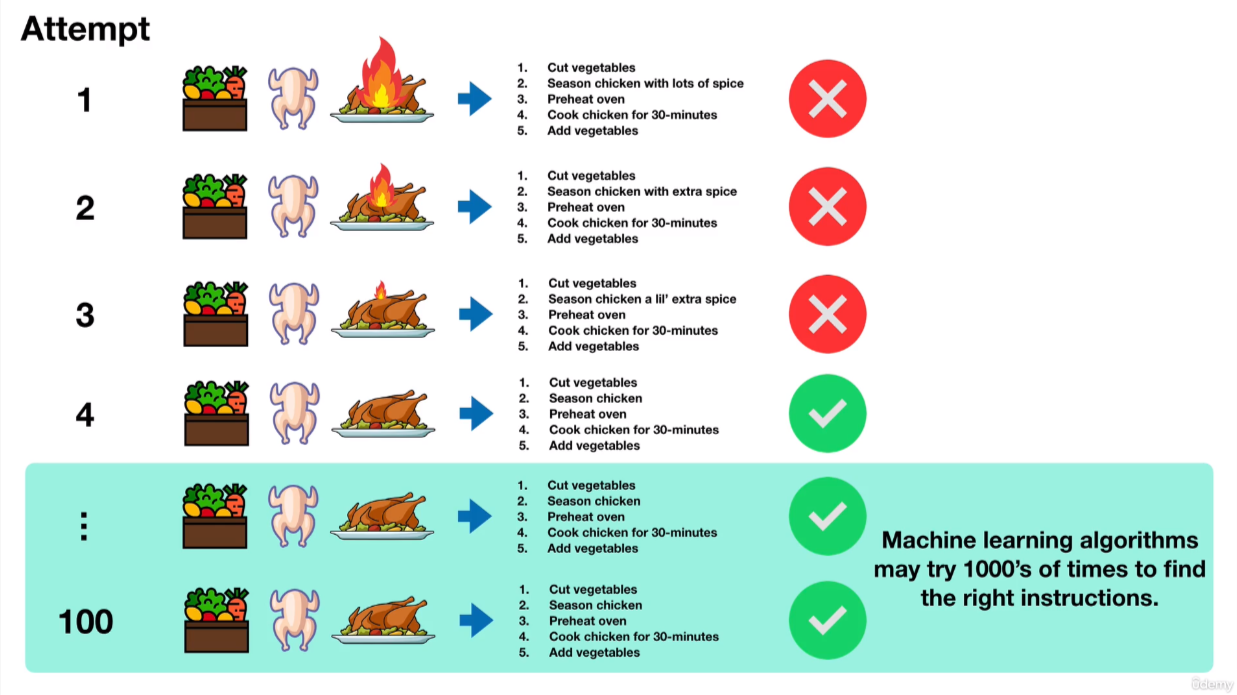 Attempt
1
1. Cut vegetables
2. Season chicken with lots of spice
3. Preheat oven
4. Cook chicken for 30-minutes
5. Add vegetables
2
1. Cut vegetables
2. Season chicken with extra spice
3. Preheat oven
4. Cook chicken for 30-minutes
5. Add vegetables
3
1. Cut vegetables
2. Season chicken a lil’ extra spice
3. Preheat oven
4. Cook chicken for 30-minutes
5. Add vegetables
4
1. Cut vegetables
2. Season chicken
3. Preheat oven
4. Cook chicken for 30-minutes
5. Add vegetables
⋮
1. Cut vegetables
2. Season chicken
3. Preheat oven
4. Cook chicken for 30-minutes
5. Add vegetables
100
1. Cut vegetables
2. Season chicken
3. Preheat oven
4. Cook chicken for 30-minutes
5. Add vegetables
Machine learning algorithms
may try 1000’s of times to find
the right instructions.
ûdemy